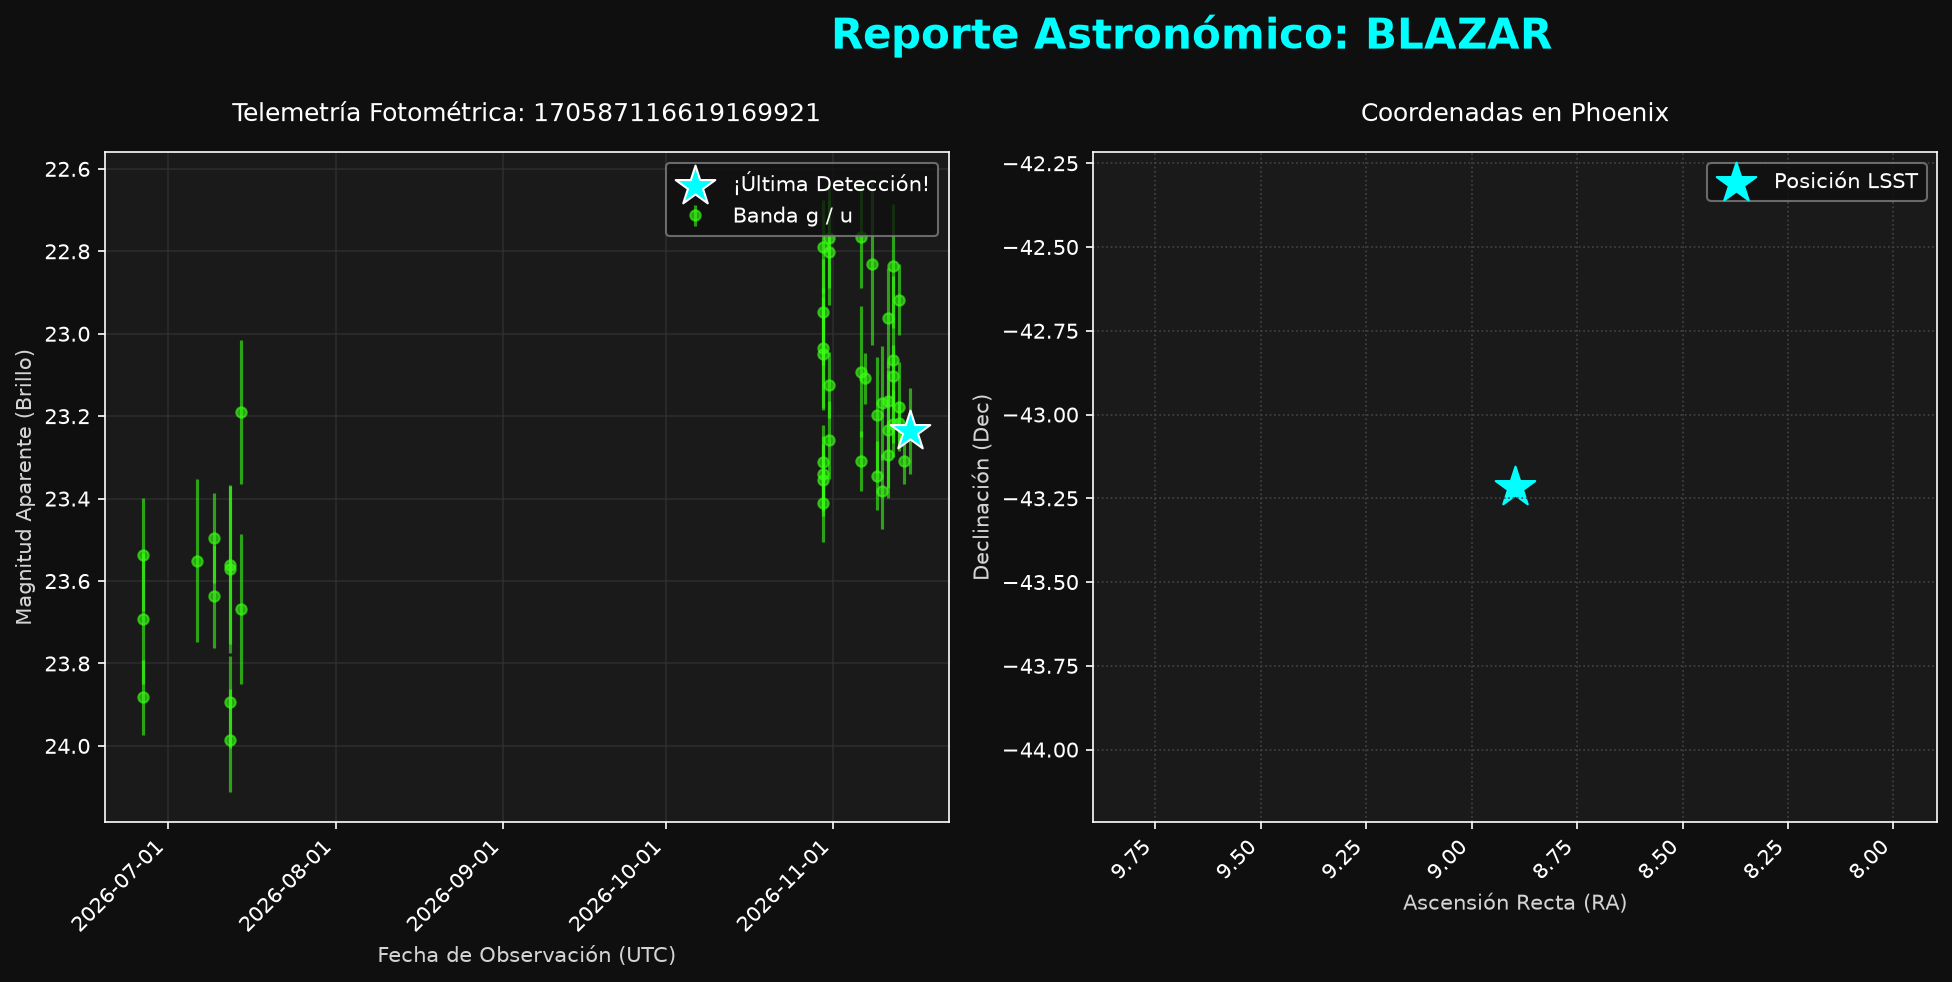 Reporte Astronómico: BLAZAR
Telemetría Fotométrica: 170587116619169921
Magnitud Aparente (Brillo)
22.6
22.8
23.0
23.2
23.4
23.6
23.8
24.0
¡Última Detección!
Banda g / u
2026-07-01
2026-08-01
2026-09-01
2026-10-01
2026-11-01
Fecha de Observación (UTC)
Coordenadas en Phoenix
Declinación (Dec)
−42.25
−42.50
−42.75
−43.00
−43.25
−43.50
−43.75
−44.00
Posición LSST
9.75
9.50
9.25
9.00
8.75
8.50
8.25
8.00
Ascensión Recta (RA)